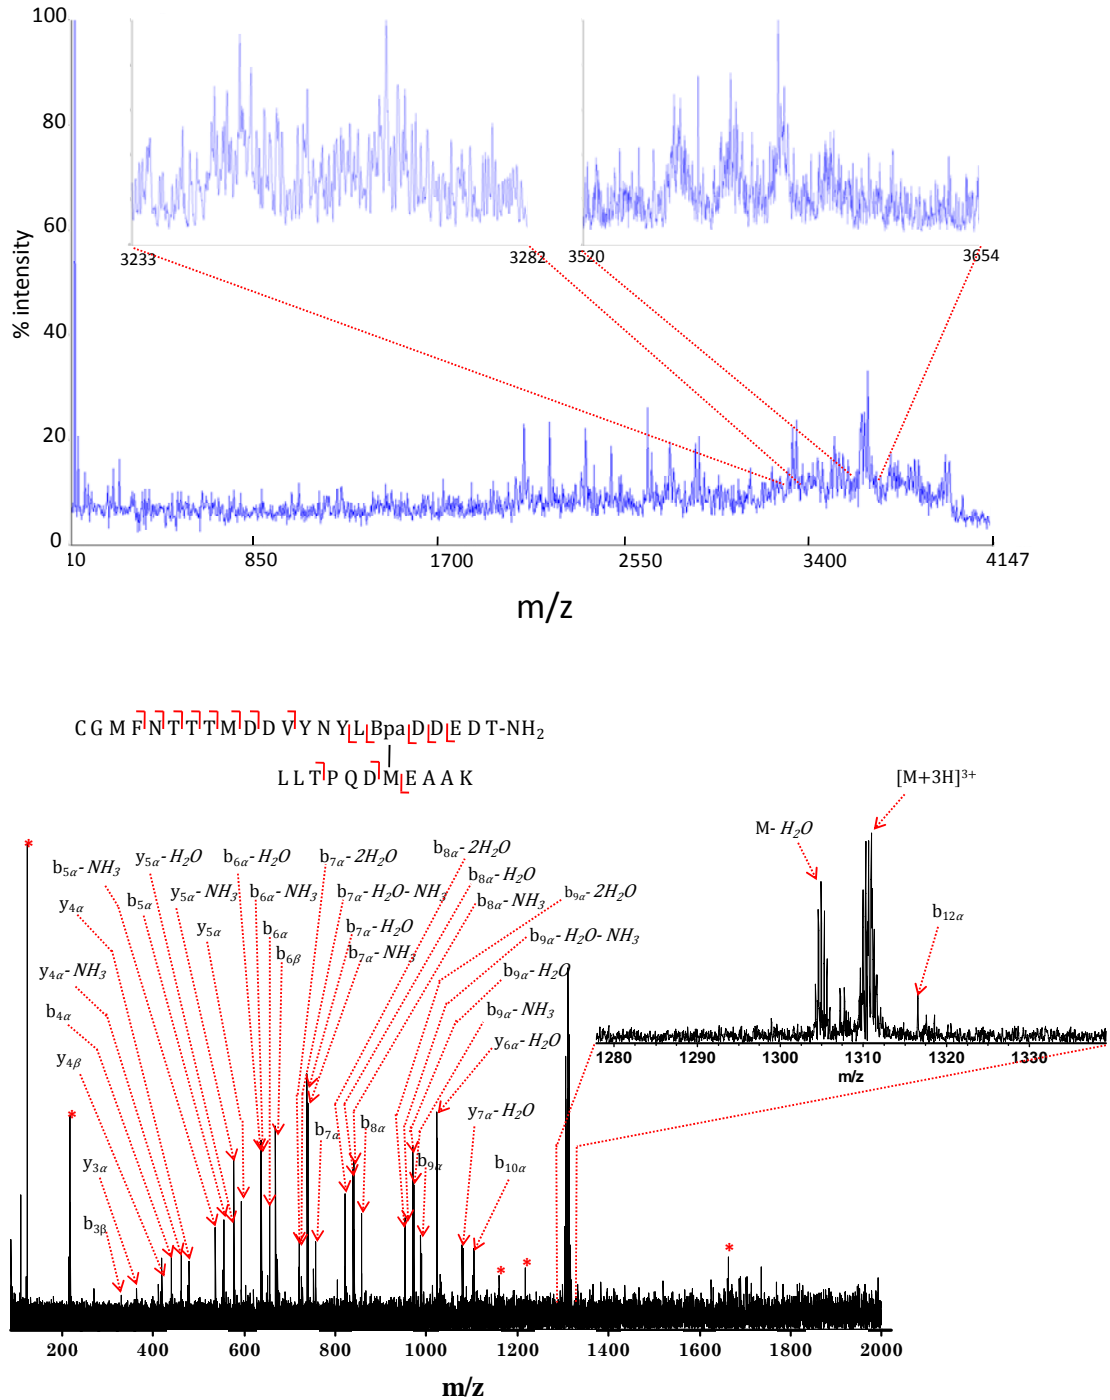 100
80
60
40
20
0
% intensity
3233
3282
3520
3654
10
850
1700
2550
3400
4147
m/z
C G M F N T T T M D D V Y N Y L Bpa D D E D T-NH₂
L L T P Q D M E A A K
[M+3H]³⁺
M- H₂O
b₁₂α
1280
1290
1300
1310
1320
1330
m/z
b₈α- 2H₂O
y₅α- H₂O
b₆α- H₂O
b₇α- 2H₂O
b₅α- NH₃
b₈α- H₂O
y₅α- NH₃
b₆α- NH₃
b₇α- H₂O- NH₃
b₈α- NH₃
b₉α- 2H₂O
y₄α
b₅α
y₅α
b₆α
b₇α- H₂O
b₉α- H₂O- NH₃
b₆β
b₇α- NH₃
y₄α- NH₃
b₉α- H₂O
b₄α
b₉α- NH₃
y₄β
y₆α- H₂O
*
*
y₇α- H₂O
b₇α
b₈α
y₃α
b₉α
b₁₀α
b₃β
*
*
*
200
400
600
800
1000
1200
1400
1600
1800
2000
m/z